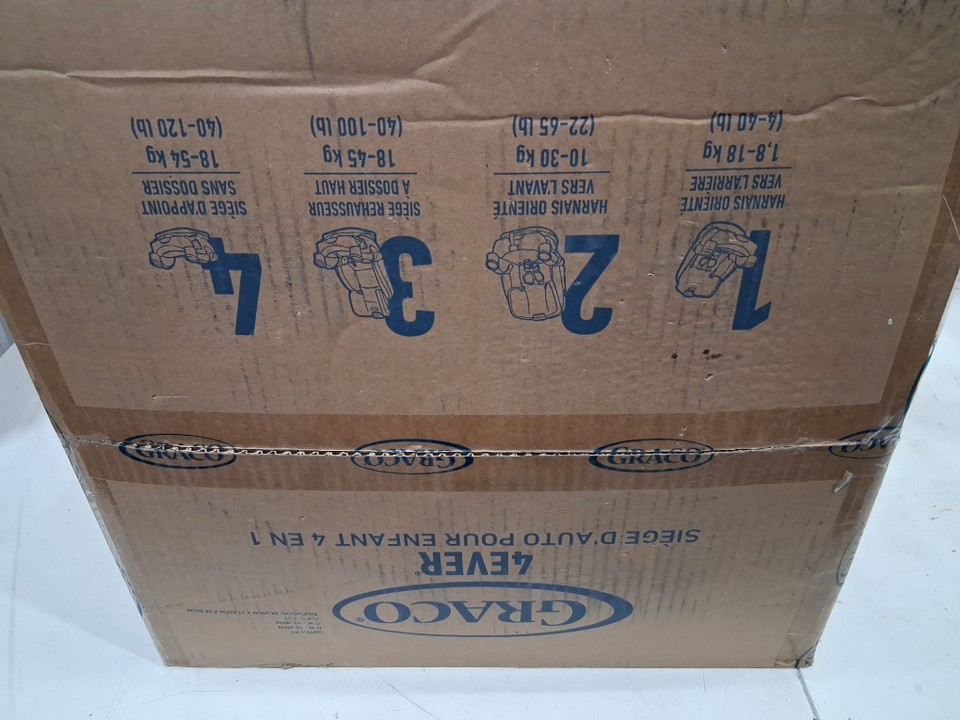 GRACO®
4EVER®
SIÈGE D'AUTO POUR ENFANT 4 EN 1
GRACO GRACO GRACO GRACO
1
HARNAIS ORIENTÉ
VERS L'ARRIÈRE
1,8-18 kg
(4-40 lb)
2
HARNAIS ORIENTÉ
VERS L'AVANT
10-30 kg
(22-65 lb)
3
SIÈGE REHAUSSEUR
À DOSSIER HAUT
18-45 kg
(40-100 lb)
4
SIÈGE D'APPOINT
SANS DOSSIER
18-54 kg
(40-120 lb)